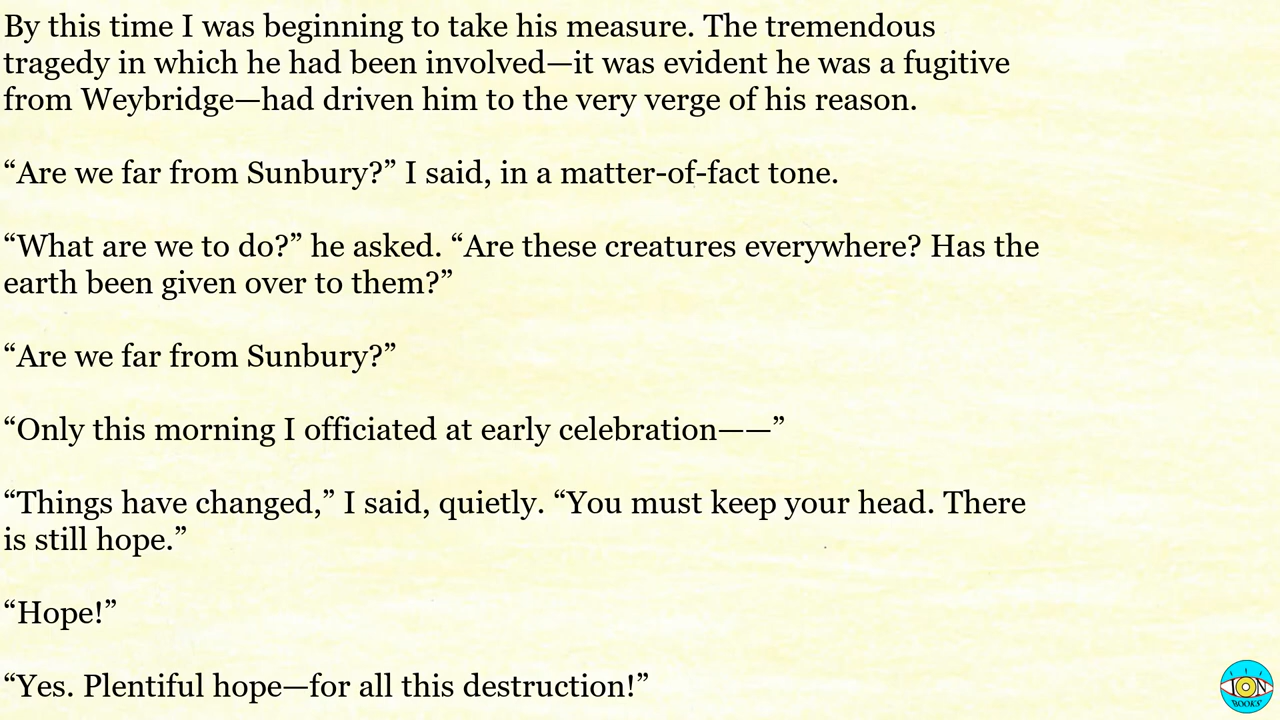 By this time I was beginning to take his measure. The tremendous
tragedy in which he had been involved—it was evident he was a fugitive
from Weybridge—had driven him to the very verge of his reason.
“Are we far from Sunbury?” I said, in a matter-of-fact tone.
“What are we to do?” he asked. “Are these creatures everywhere? Has the
earth been given over to them?”
“Are we far from Sunbury?”
“Only this morning I officiated at early celebration——”
“Things have changed,” I said, quietly. “You must keep your head. There
is still hope.”
“Hope!”
“Yes. Plentiful hope—for all this destruction!”
ION
BOOKS